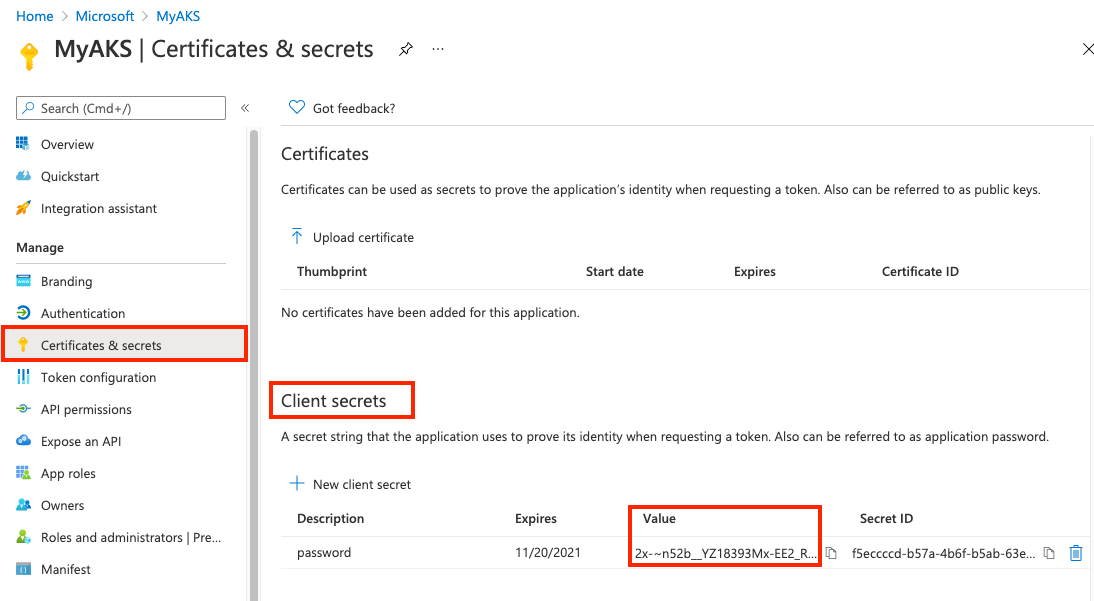 Home > Microsoft > MyAKS
MyAKS | Certificates & secrets ...
Search (Cmd+/)
«
Overview
Quickstart
Integration assistant
Manage
Branding
Authentication
Certificates & secrets
Token configuration
API permissions
Expose an API
App roles
Owners
Roles and administrators | Pre...
Manifest
Got feedback?
Certificates
Certificates can be used as secrets to prove the application's identity when requesting a token. Also can be referred to as public keys.
Upload certificate
Thumbprint Start date Expires Certificate ID
No certificates have been added for this application.
Client secrets
A secret string that the application uses to prove its identity when requesting a token. Also can be referred to as application password.
New client secret
Description Expires Value Secret ID
password 11/20/2021 2x-~n52b__YZ18393Mx-EE2_R... f5eccccd-b57a-4b6f-b5ab-63e...